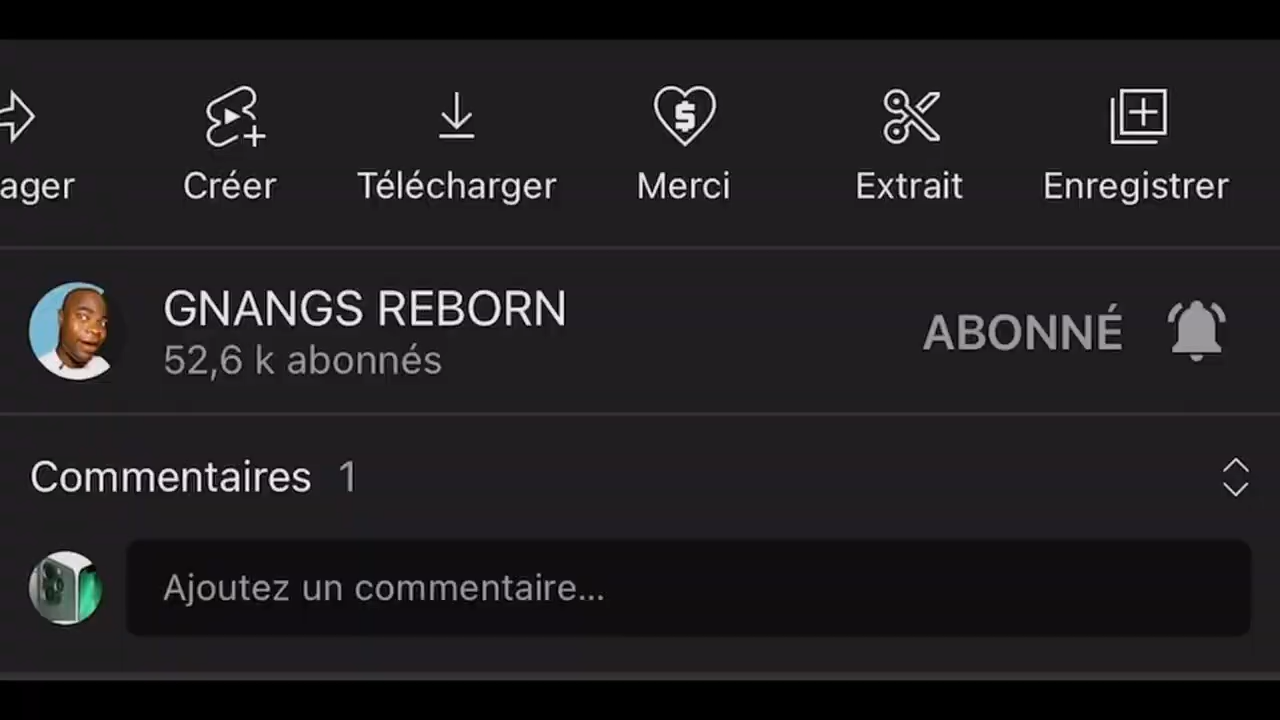 ager
Créer
Télécharger
Merci
Extrait
Enregistrer
GNANGS REBORN
52,6 k abonnés
ABONNÉ
Commentaires 1
Ajoutez un commentaire...